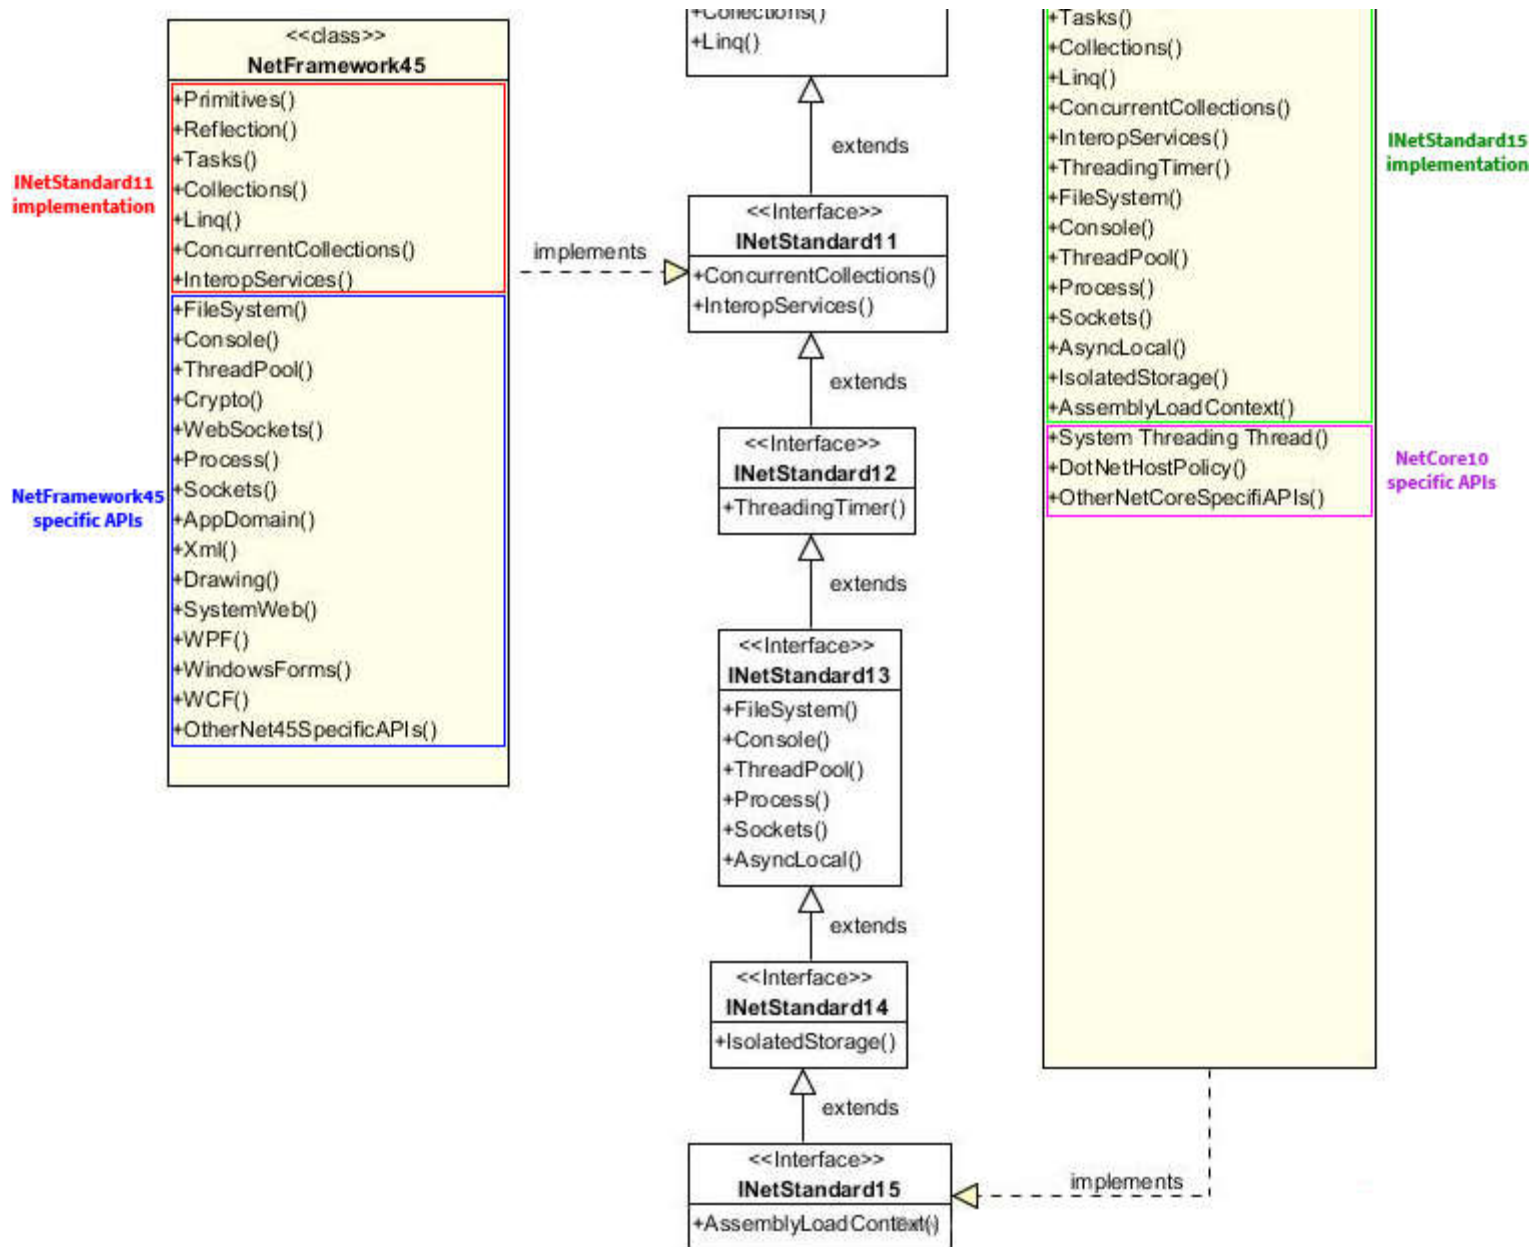 <<class>>
NetFramework45
+Primitives()
+Reflection()
+Tasks()
+Collections()
+Linq()
+ConcurrentCollections()
+InteropServices()
+FileSystem()
+Console()
+ThreadPool()
+Crypto()
+WebSockets()
+Process()
+Sockets()
+AppDomain()
+Xml()
+Drawing()
+SystemWeb()
+WPF()
+WindowsForms()
+WCF()
+OtherNet45SpecificAPIs()
INetStandard11
implementation
NetFramework45
specific APIs
implements
+Collections()
+Linq()
extends
<<Interface>>
INetStandard11
+ConcurrentCollections()
+InteropServices()
extends
<<Interface>>
INetStandard12
+ThreadingTimer()
extends
<<Interface>>
INetStandard13
+FileSystem()
+Console()
+ThreadPool()
+Process()
+Sockets()
+AsyncLocal()
extends
<<Interface>>
INetStandard14
+IsolatedStorage()
extends
<<Interface>>
INetStandard15
+AssemblyLoadContext()
implements
+Tasks()
+Collections()
+Linq()
+ConcurrentCollections()
+InteropServices()
+ThreadingTimer()
+FileSystem()
+Console()
+ThreadPool()
+Process()
+Sockets()
+AsyncLocal()
+IsolatedStorage()
+AssemblyLoadContext()
+System Threading Thread()
+DotNetHostPolicy()
+OtherNetCoreSpecifiAPIs()
INetStandard15
implementation
NetCore10
specific APIs